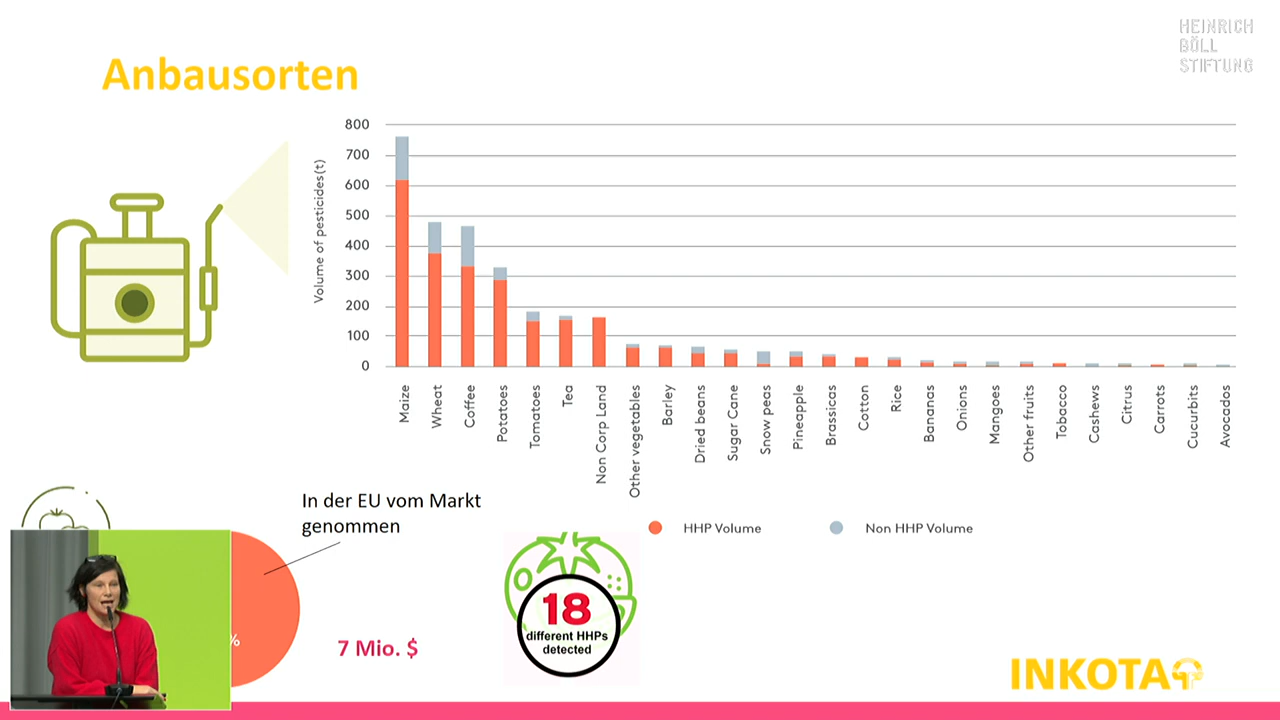 HEINRICH
BÖLL
STIFTUNG
Anbausorten
Volume of pesticides (t)
800
700
600
500
400
300
200
100
0
Maize
Wheat
Coffee
Potatoes
Tomatoes
Tea
Non Corp Land
Other vegetables
Barley
Dried beans
Sugar Cane
Snow peas
Pineapple
Brassicas
Cotton
Rice
Bananas
Onions
Mangoes
Other fruits
Tobacco
Cashews
Citrus
Carrots
Cucurbits
Avocados
HHP Volume
Non HHP Volume
In der EU vom Markt
genommen
%
7 Mio. $
18
different HHPs
detected
INKOTA